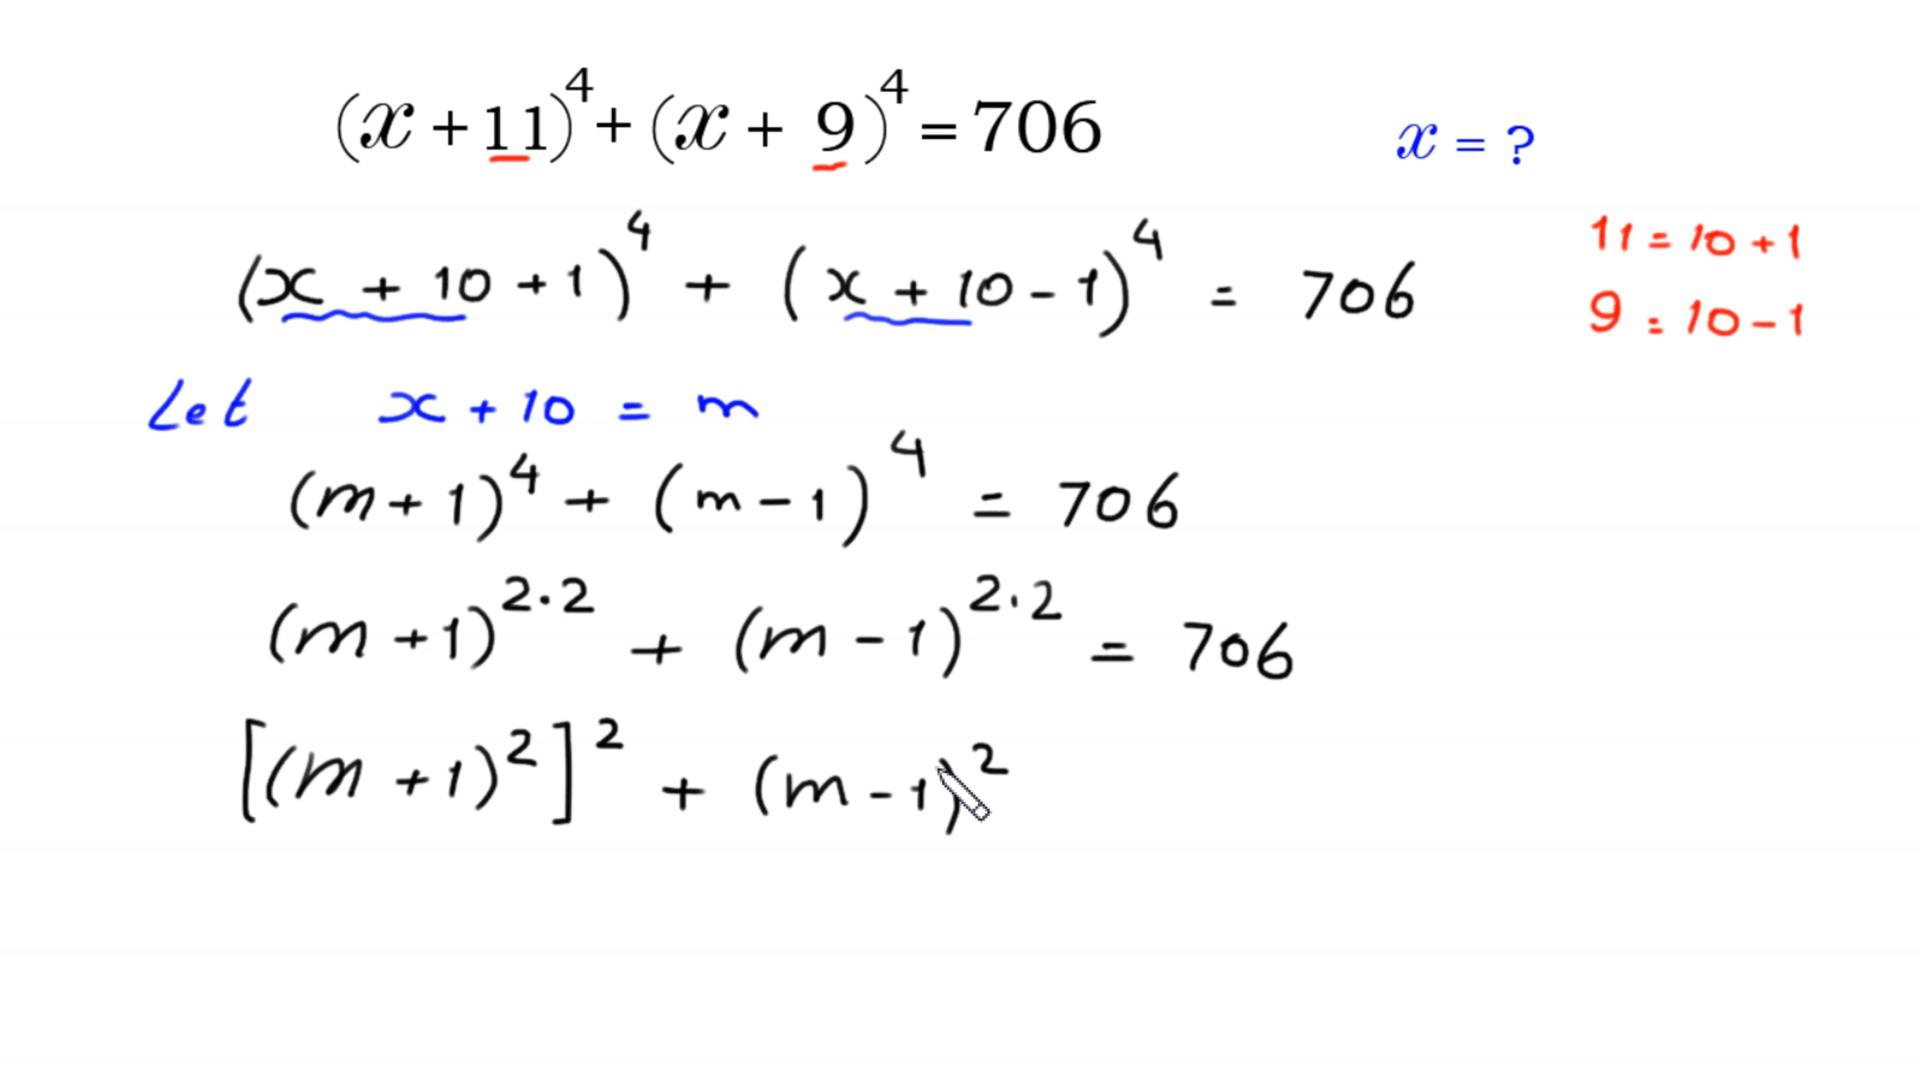 (x + 11)⁴ + (x + 9)⁴ = 706
x = ?
(x + 10 + 1)⁴ + (x + 10 - 1)⁴ = 706
11 = 10 + 1
9 = 10 - 1
Let x + 10 = m
(m + 1)⁴ + (m - 1)⁴ = 706
(m + 1)²·² + (m - 1)²·² = 706
[(m + 1)²]² + (m - 1)²